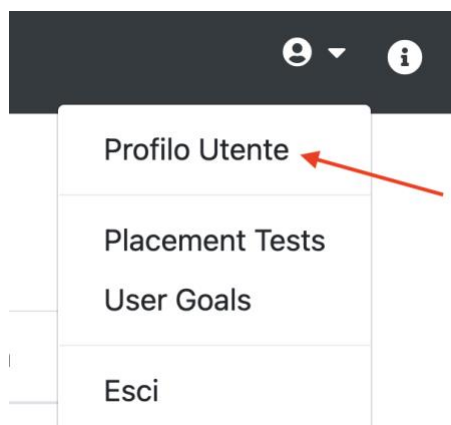 Profilo Utente
Placement Tests
User Goals
Esci